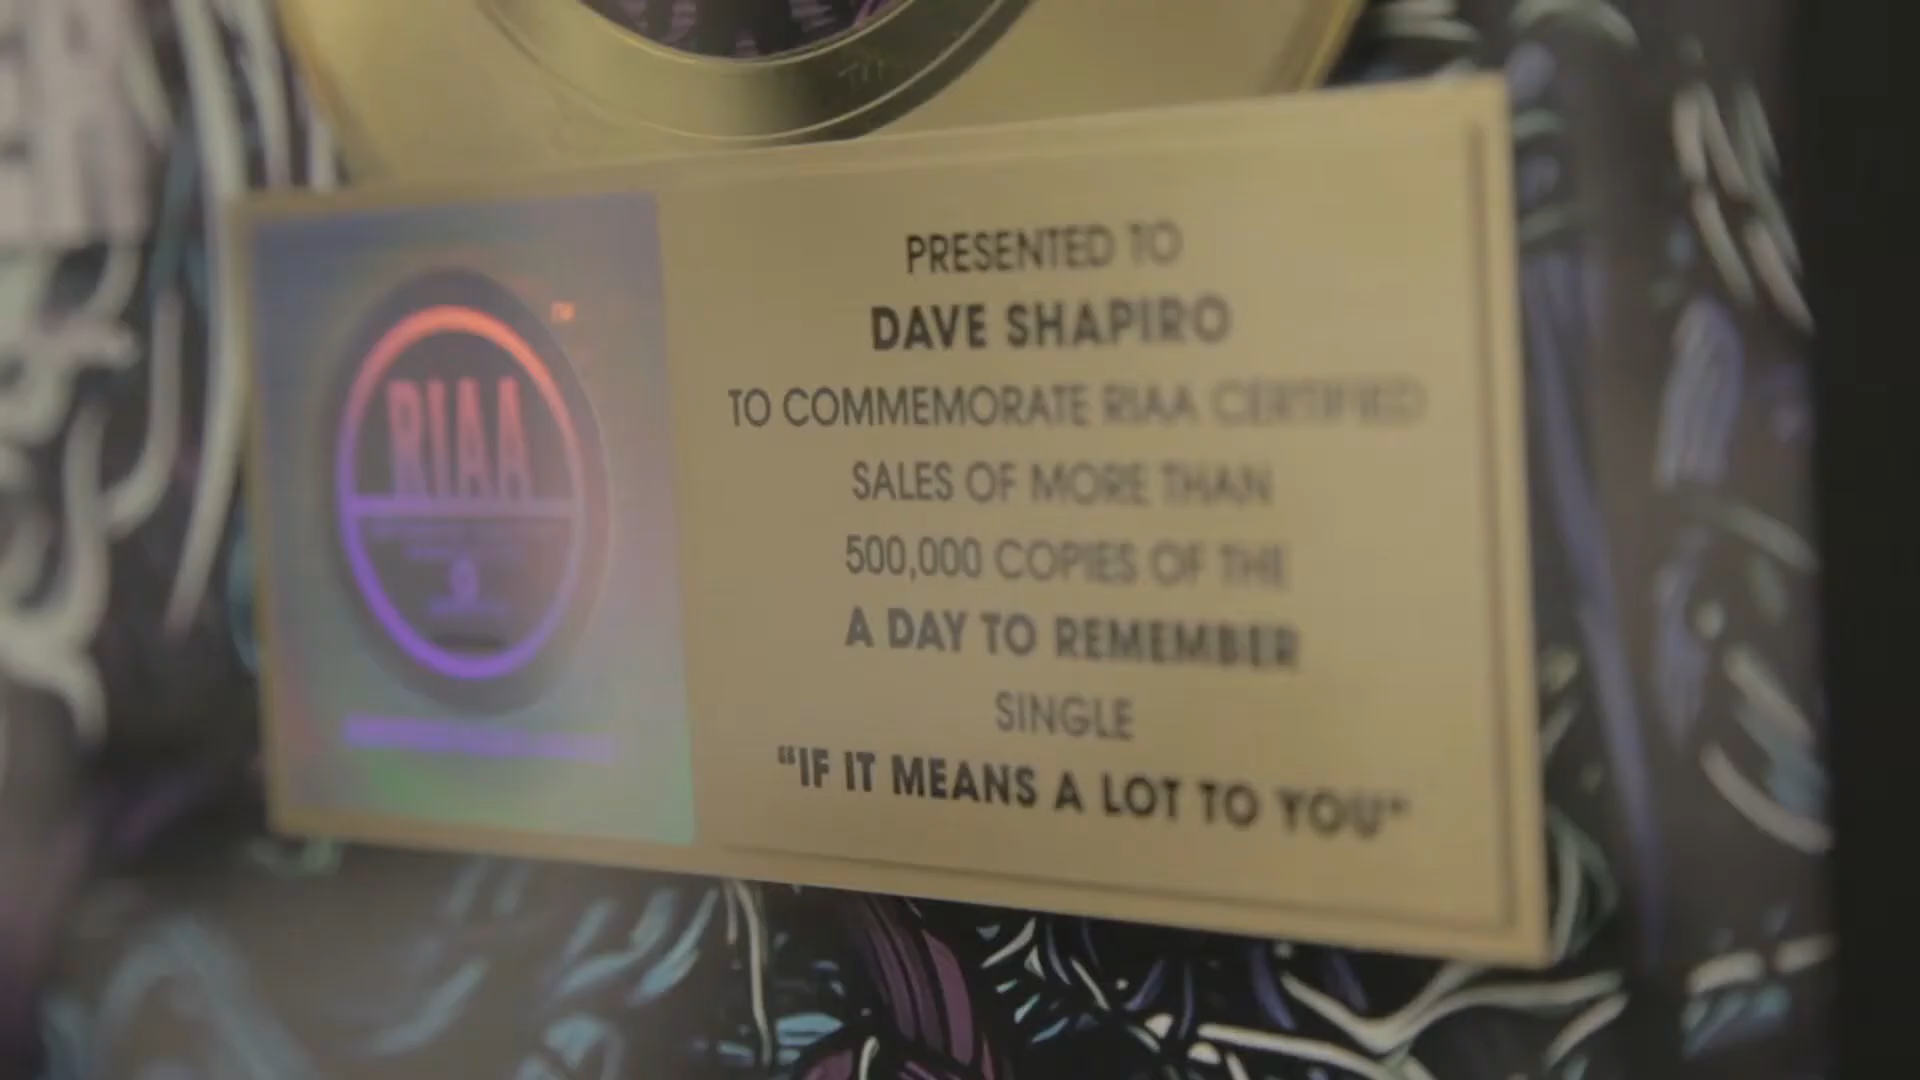 RIAA
TM
PRESENTED TO
DAVE SHAPIRO
TO COMMEMORATE RIAA CERTIFIED
SALES OF MORE THAN
500,000 COPIES OF THE
A DAY TO REMEMBER
SINGLE
"IF IT MEANS A LOT TO YOU"